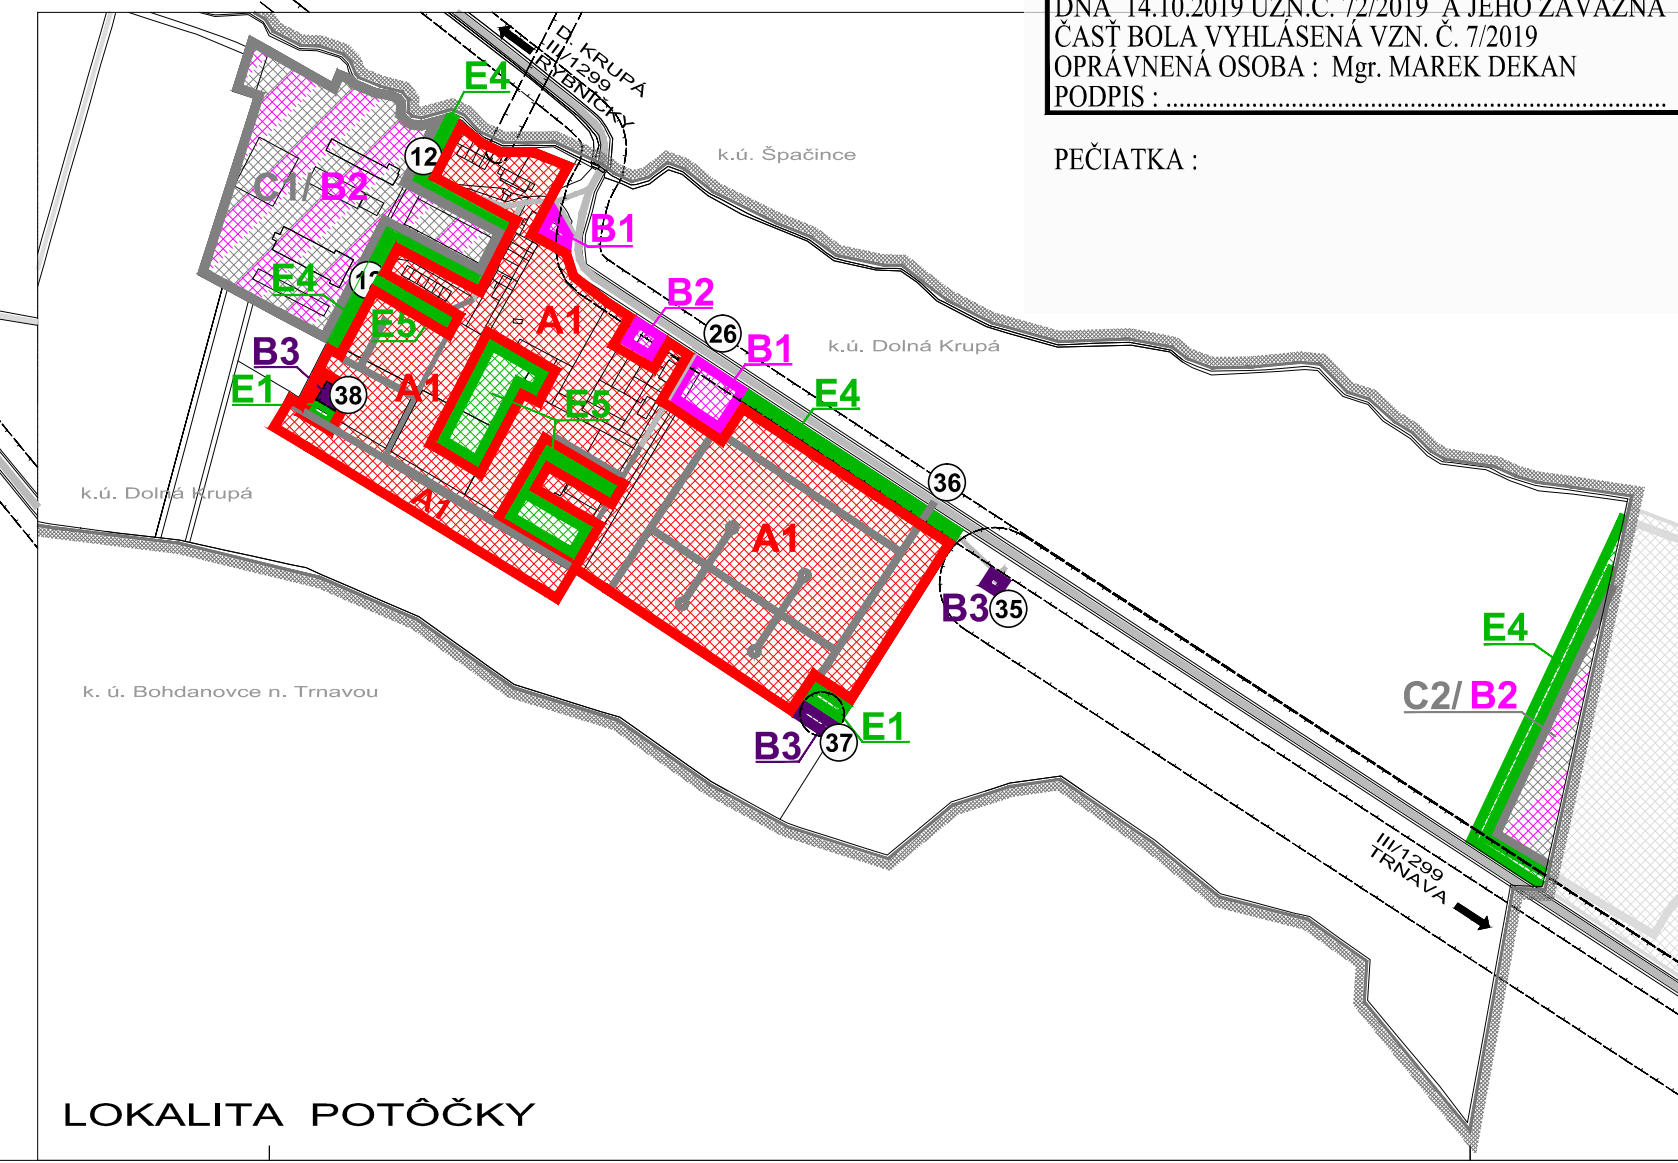 DŇA 14.10.2019 UZN.Č. 72/2019 A JEHO ZÁVÄZNÁ
ČASŤ BOLA VYHLÁSENÁ VZN. Č. 7/2019
OPRÁVNENÁ OSOBA : Mgr. MAREK DEKAN
PODPIS : ...........................................................................
PEČIATKA :
D. KRUPÁ
III/1299
RYBNÍČKY
E4
12
k.ú. Špačince
C1/ B2
B1
E4
B2
E5
A1
26
B1
k.ú. Dolná Krupá
B3
E1
38
A1
E4
E5
k.ú. Dolná Krupá
A1
36
A1
B3
35
E4
k. ú. Bohdanovce n. Trnavou
C2/ B2
E1
B3
37
III/1299
TRNAVA
LOKALITA POTÔČKY